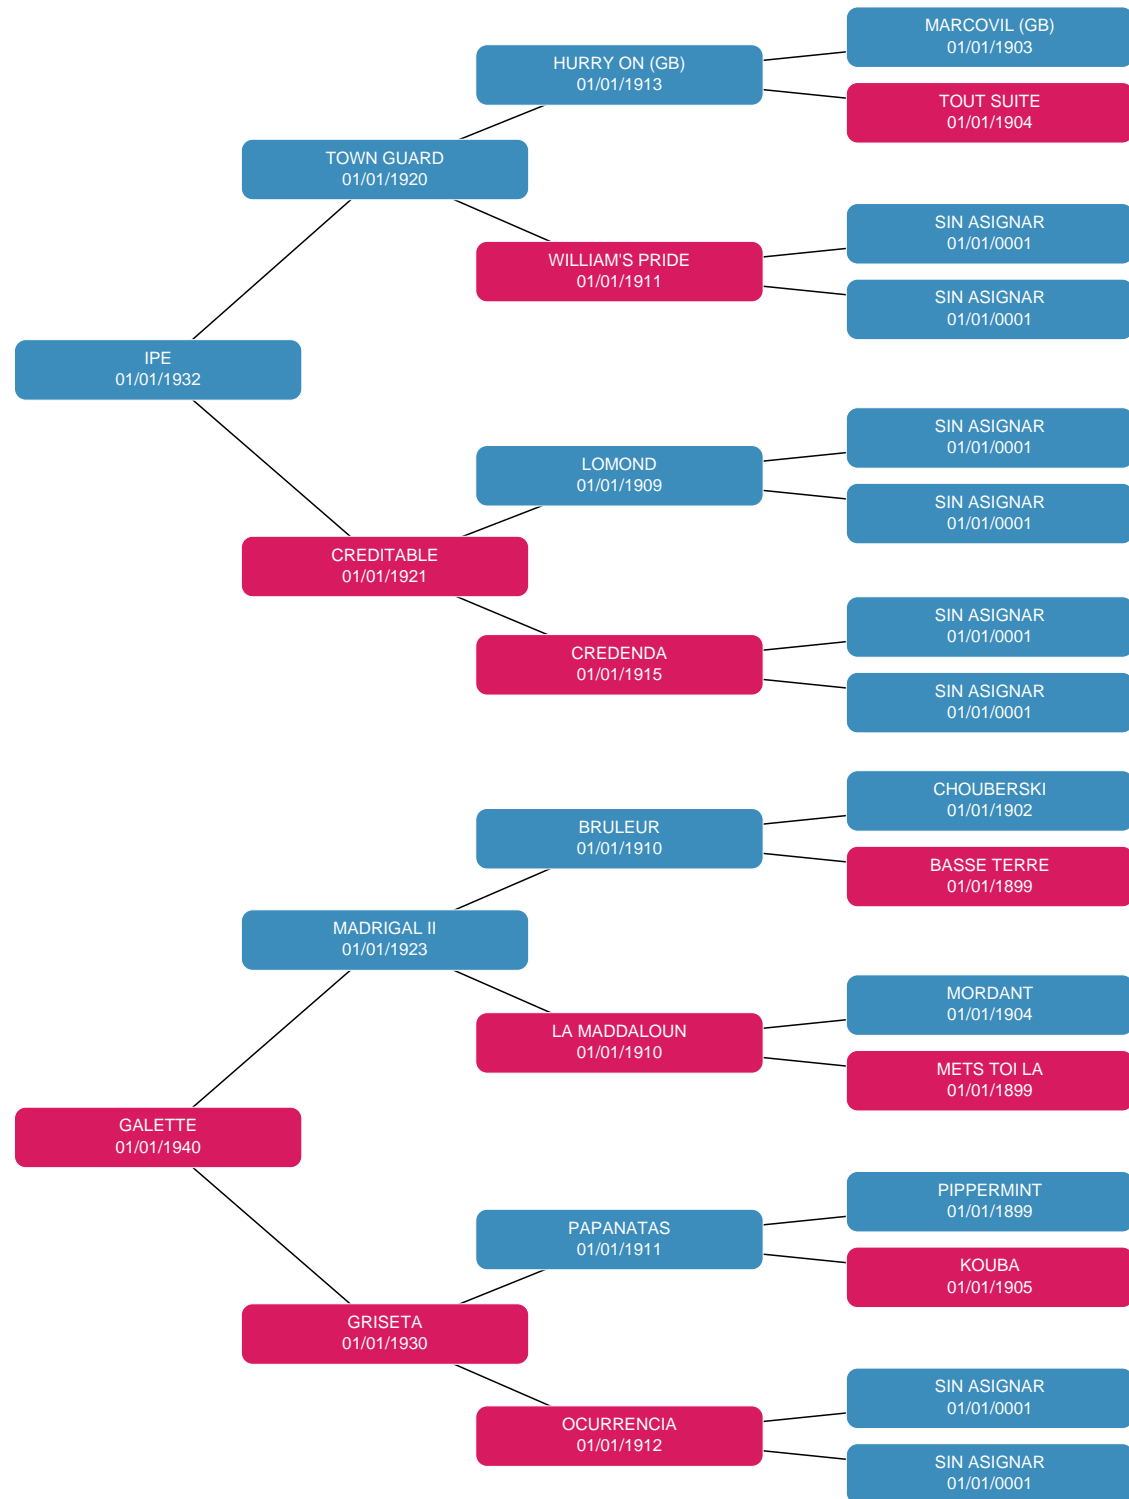 MARCOVIL (GB)
01/01/1903
HURRY ON (GB)
01/01/1913
TOUT SUITE
01/01/1904
TOWN GUARD
01/01/1920
SIN ASIGNAR
01/01/0001
WILLIAM'S PRIDE
01/01/1911
SIN ASIGNAR
01/01/0001
IPE
01/01/1932
SIN ASIGNAR
01/01/0001
LOMOND
01/01/1909
SIN ASIGNAR
01/01/0001
CREDITABLE
01/01/1921
SIN ASIGNAR
01/01/0001
CREDENDA
01/01/1915
SIN ASIGNAR
01/01/0001
CHOUBERSKI
01/01/1902
BRULEUR
01/01/1910
BASSE TERRE
01/01/1899
MADRIGAL II
01/01/1923
MORDANT
01/01/1904
LA MADDALOUN
01/01/1910
METS TOI LA
01/01/1899
GALETTE
01/01/1940
PIPPERMINT
01/01/1899
PAPANATAS
01/01/1911
KOUBA
01/01/1905
GRISETA
01/01/1930
SIN ASIGNAR
01/01/0001
OCURRENCIA
01/01/1912
SIN ASIGNAR
01/01/0001